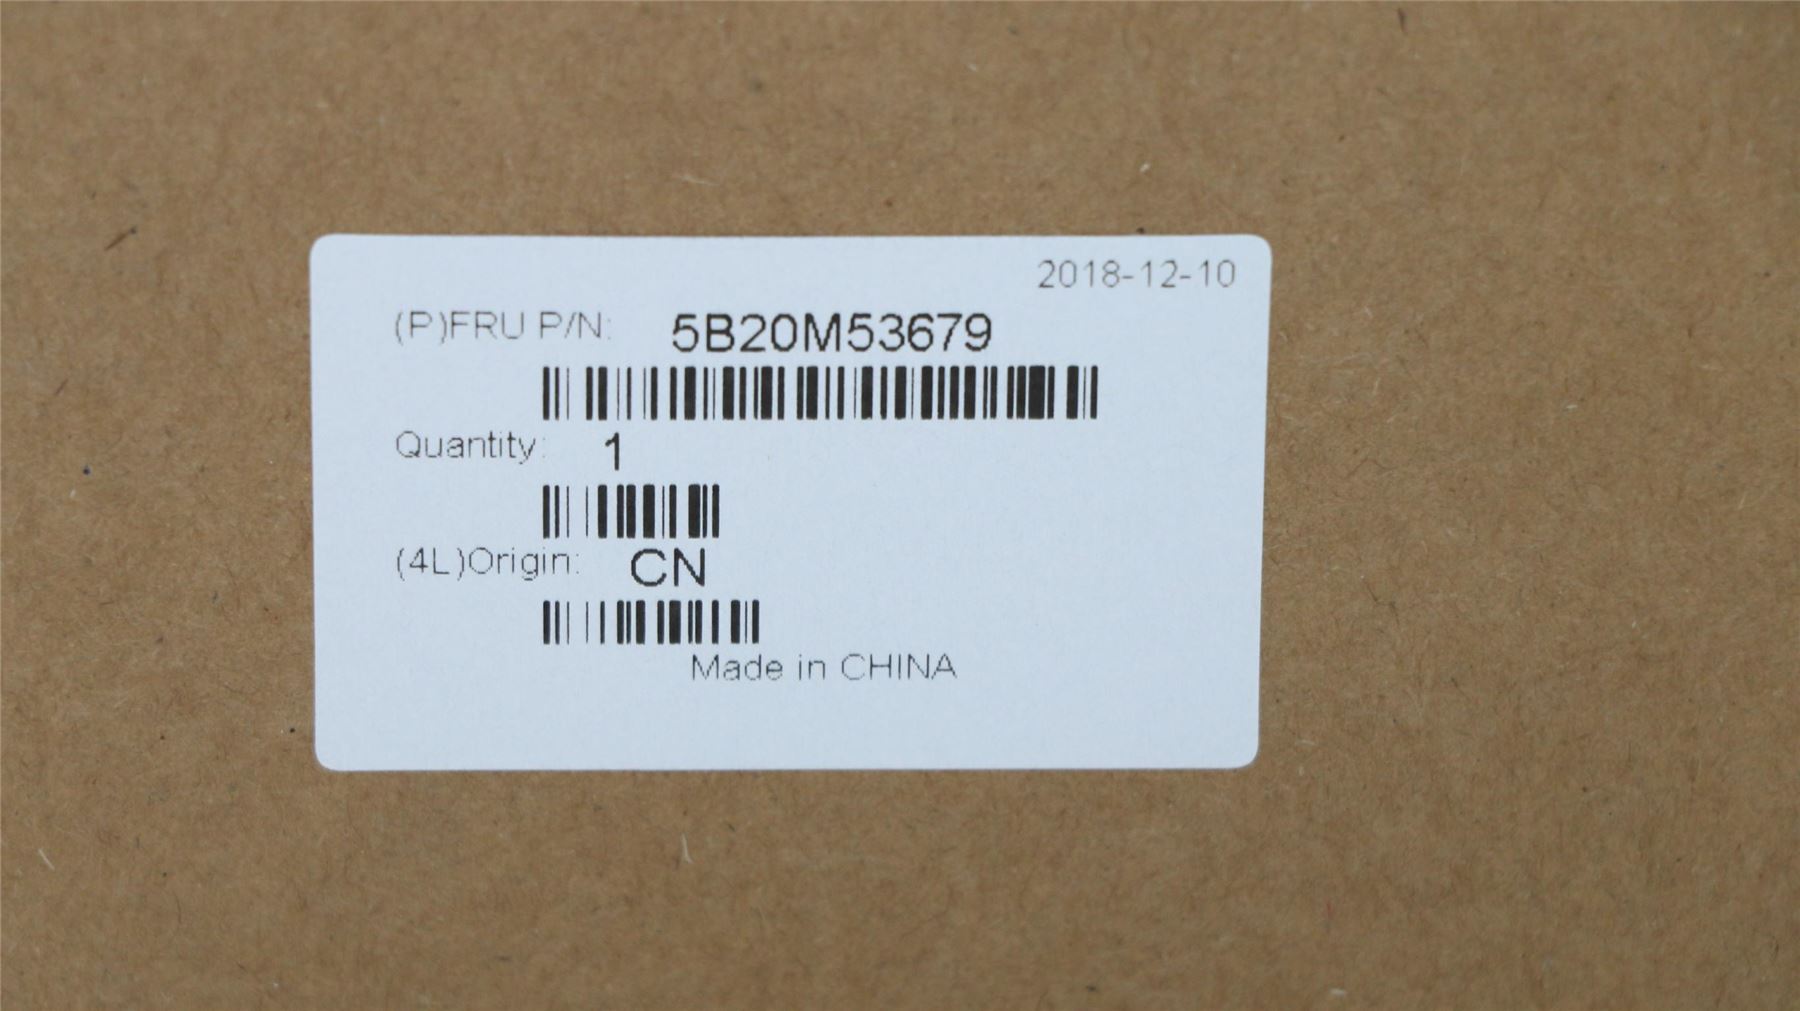 2018-12-10
(P)FRU P/N: 5B20M53679
Quantity: 1
(4L)Origin: CN
Made in CHINA